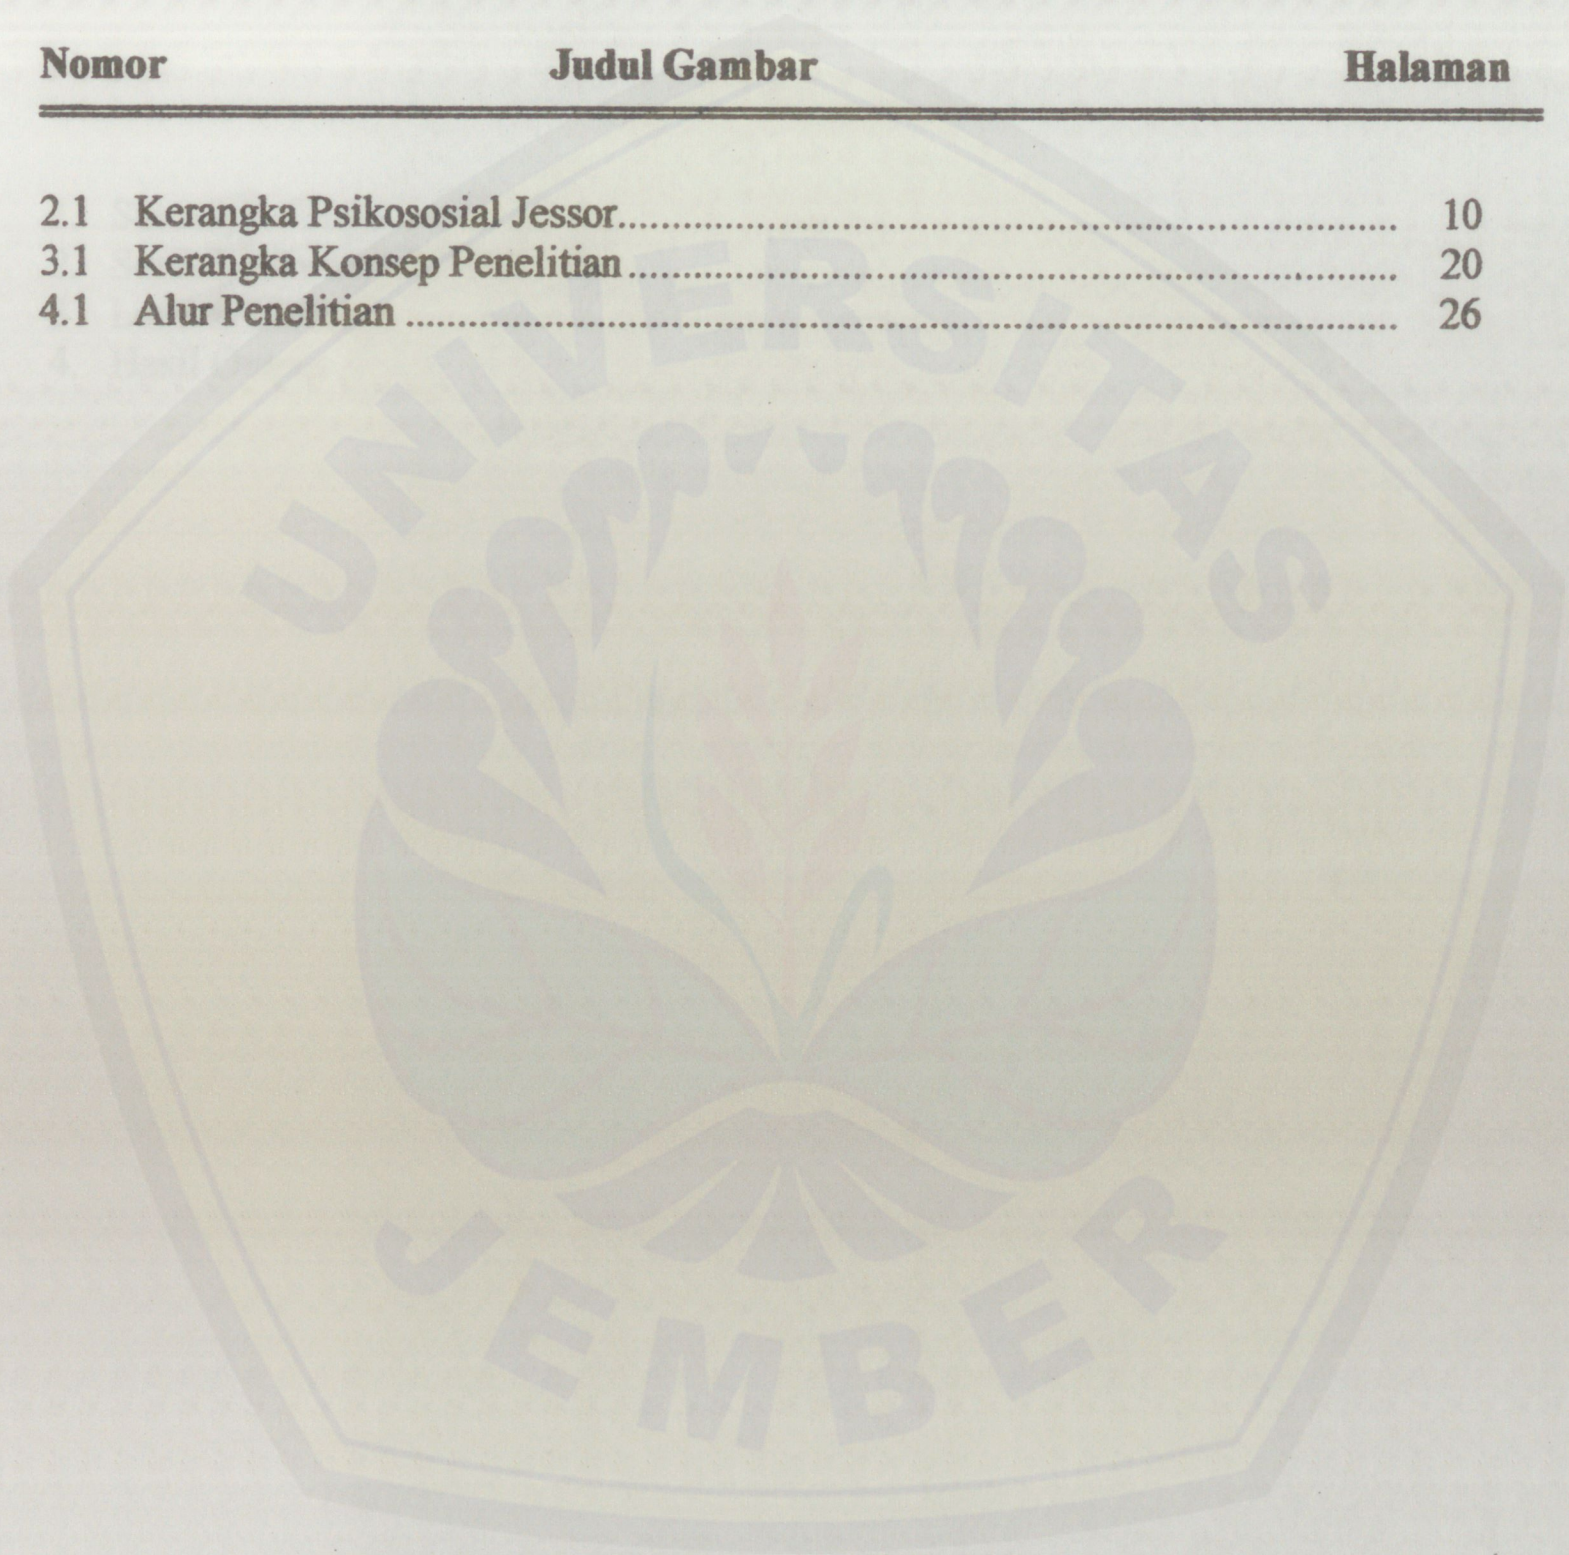 Nomor Judul Gambar Halaman
2.1 Kerangka Psikososial Jessor........................................................................... 10
3.1 Kerangka Konsep Penelitian.......................................................................... 20
4.1 Alur Penelitian ................................................................................................ 26
UNIVERSITAS
JEMBER